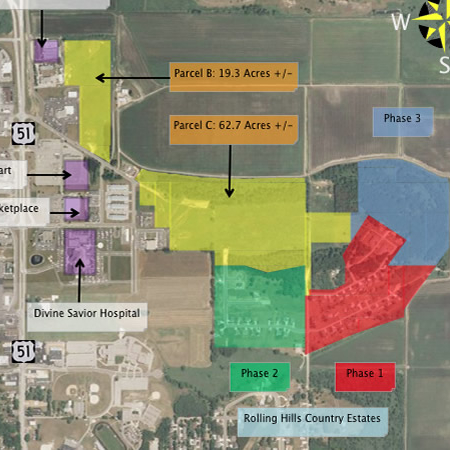 W
S
Parcel B: 19.3 Acres +/-
Parcel C: 62.7 Acres +/-
Phase 3
51
art
ketplace
Divine Savior Hospital
51
Phase 2
Phase 1
Rolling Hills Country Estates